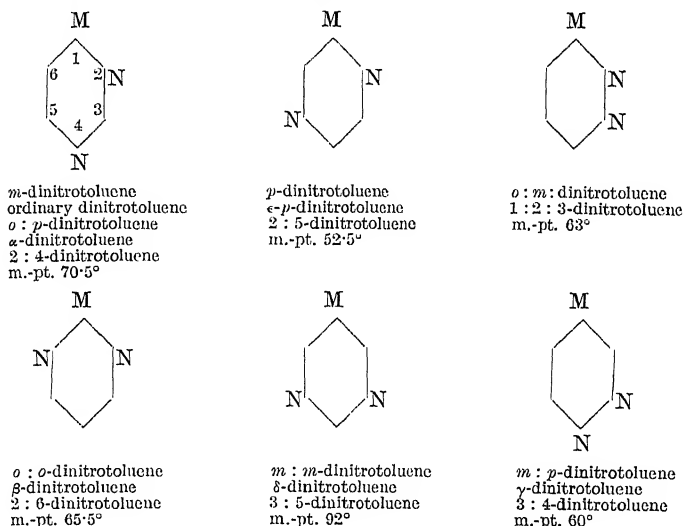 M
1
6
2
N
5
3
4
N
m-dinitrotoluene
ordinary dinitrotoluene
o : p-dinitrotoluene
α-dinitrotoluene
2 : 4-dinitrotoluene
m.-pt. 70·5°
M
N
N
p-dinitrotoluene
ε-p-dinitrotoluene
2 : 5-dinitrotoluene
m.-pt. 52·5°
M
N
N
o : m : dinitrotoluene
1 : 2 : 3-dinitrotoluene
m.-pt. 63°
M
N N
o : o-dinitrotoluene
β-dinitrotoluene
2 : 6-dinitrotoluene
m.-pt. 65·5°
M
N N
m : m-dinitrotoluene
δ-dinitrotoluene
3 : 5-dinitrotoluene
m.-pt. 92°
M
N
N
m : p-dinitrotoluene
γ-dinitrotoluene
3 : 4-dinitrotoluene
m.-pt. 60°